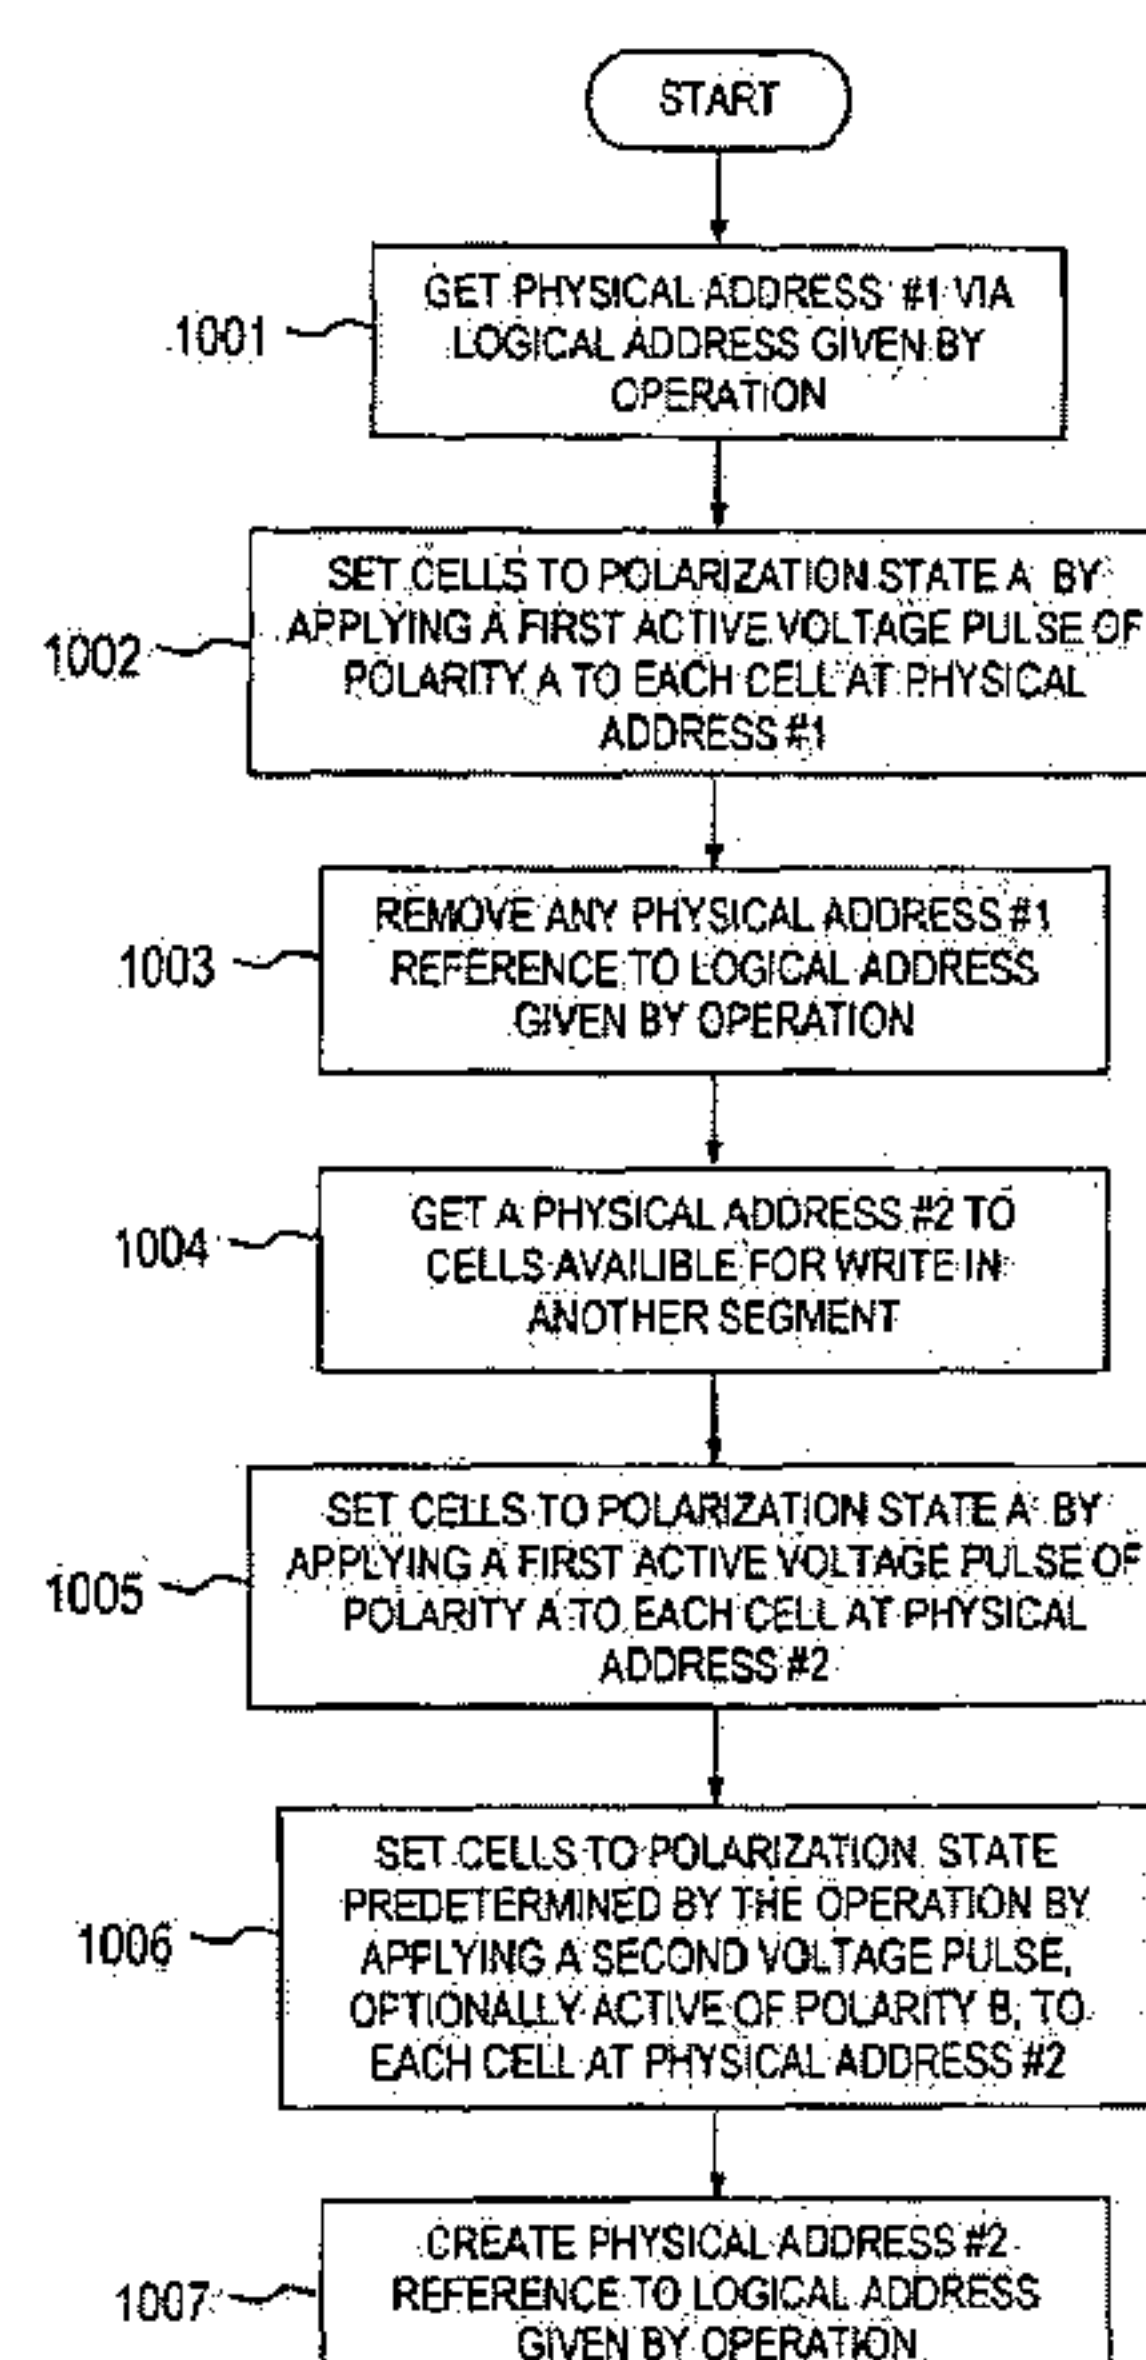 START
1001
GET PHYSICAL ADDRESS #1 VIA
LOGICAL ADDRESS GIVEN BY
OPERATION
1002
SET CELLS TO POLARIZATION STATE A BY
APPLYING A FIRST ACTIVE VOLTAGE PULSE OF
POLARITY A TO EACH CELL AT PHYSICAL
ADDRESS #1
1003
REMOVE ANY PHYSICAL ADDRESS #1
REFERENCE TO LOGICAL ADDRESS
GIVEN BY OPERATION
1004
GET A PHYSICAL ADDRESS #2 TO
CELLS AVAILIBLE FOR WRITE IN
ANOTHER SEGMENT
1005
SET CELLS TO POLARIZATION STATE A BY
APPLYING A FIRST ACTIVE VOLTAGE PULSE OF
POLARITY A TO EACH CELL AT PHYSICAL
ADDRESS #2
1006
SET CELLS TO POLARIZATION STATE
PREDETERMINED BY THE OPERATION BY
APPLYING A SECOND VOLTAGE PULSE,
OPTIONALLY ACTIVE OF POLARITY B, TO
EACH CELL AT PHYSICAL ADDRESS #2
1007
CREATE PHYSICAL ADDRESS #2
REFERENCE TO LOGICAL ADDRESS
GIVEN BY OPERATION